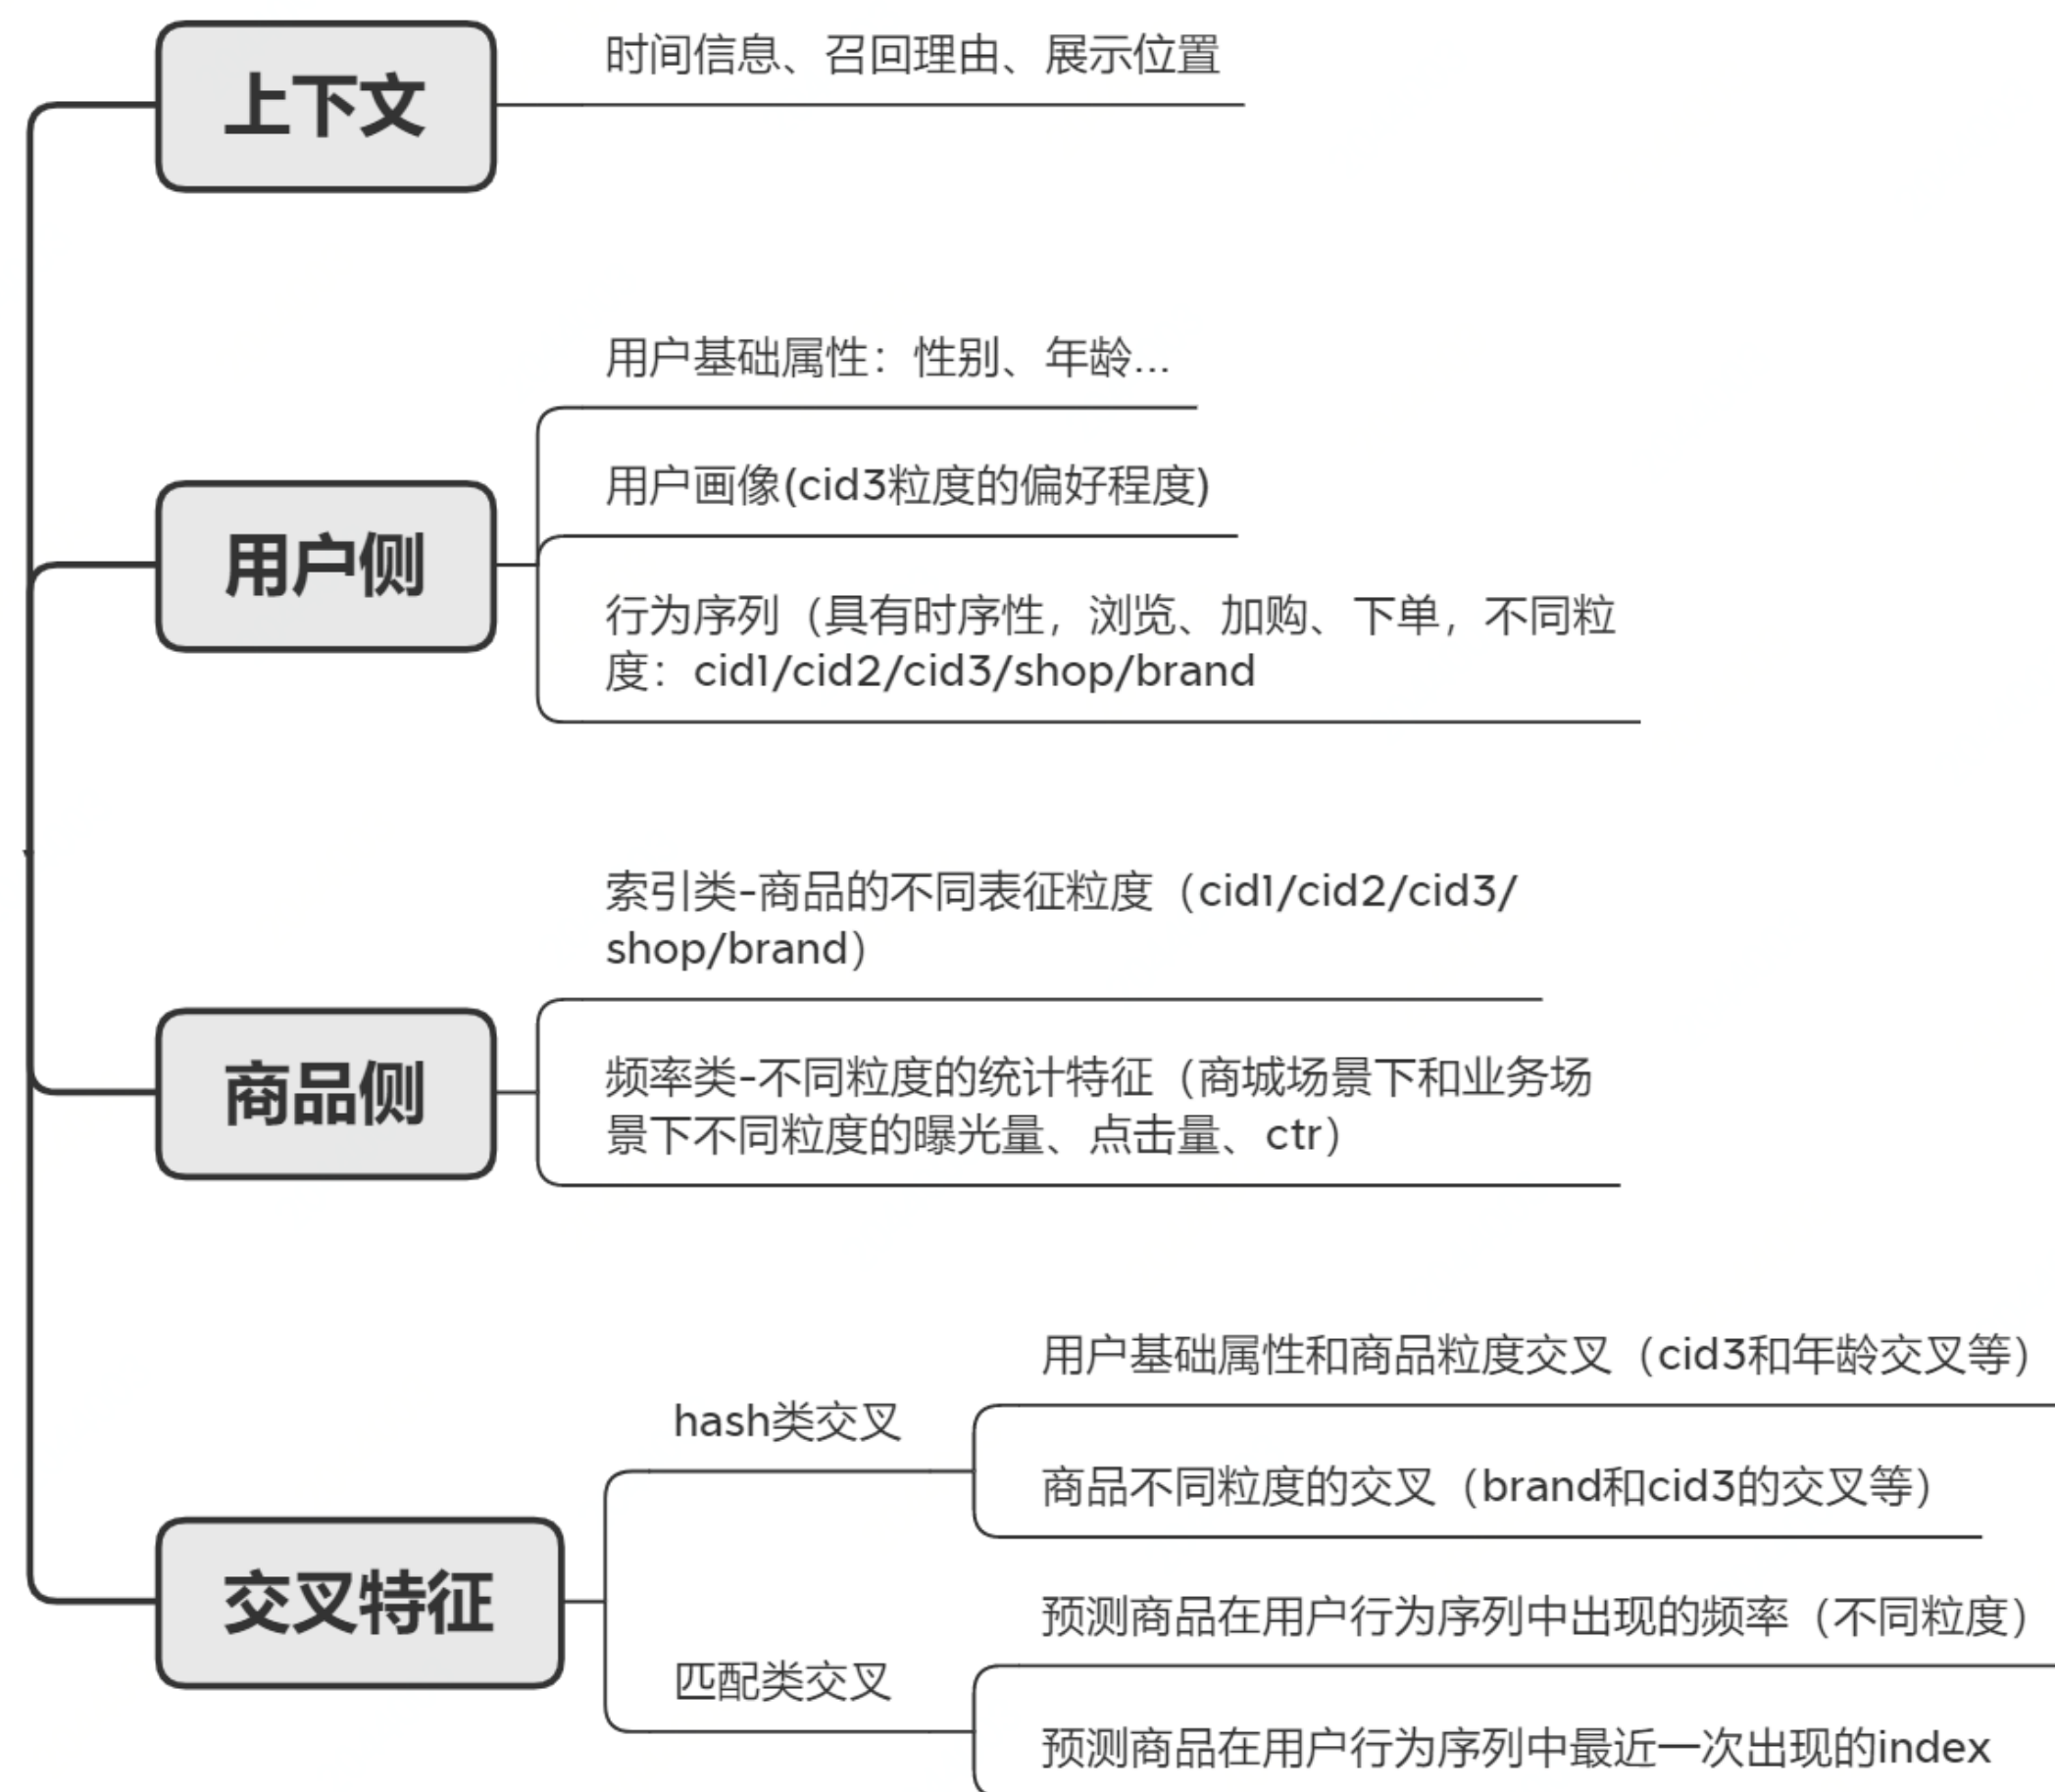 上下文
时间信息、召回理由、展示位置
用户侧
用户基础属性：性别、年龄...
用户画像(cid3粒度的偏好程度)
行为序列（具有时序性，浏览、加购、下单，不同粒
度：cid1/cid2/cid3/shop/brand
商品侧
索引类-商品的不同表征粒度（cid1/cid2/cid3/
shop/brand）
频率类-不同粒度的统计特征（商城场景下和业务场
景下不同粒度的曝光量、点击量、ctr）
交叉特征
hash类交叉
用户基础属性和商品粒度交叉（cid3和年龄交叉等）
商品不同粒度的交叉（brand和cid3的交叉等）
匹配类交叉
预测商品在用户行为序列中出现的频率（不同粒度）
预测商品在用户行为序列中最近一次出现的index